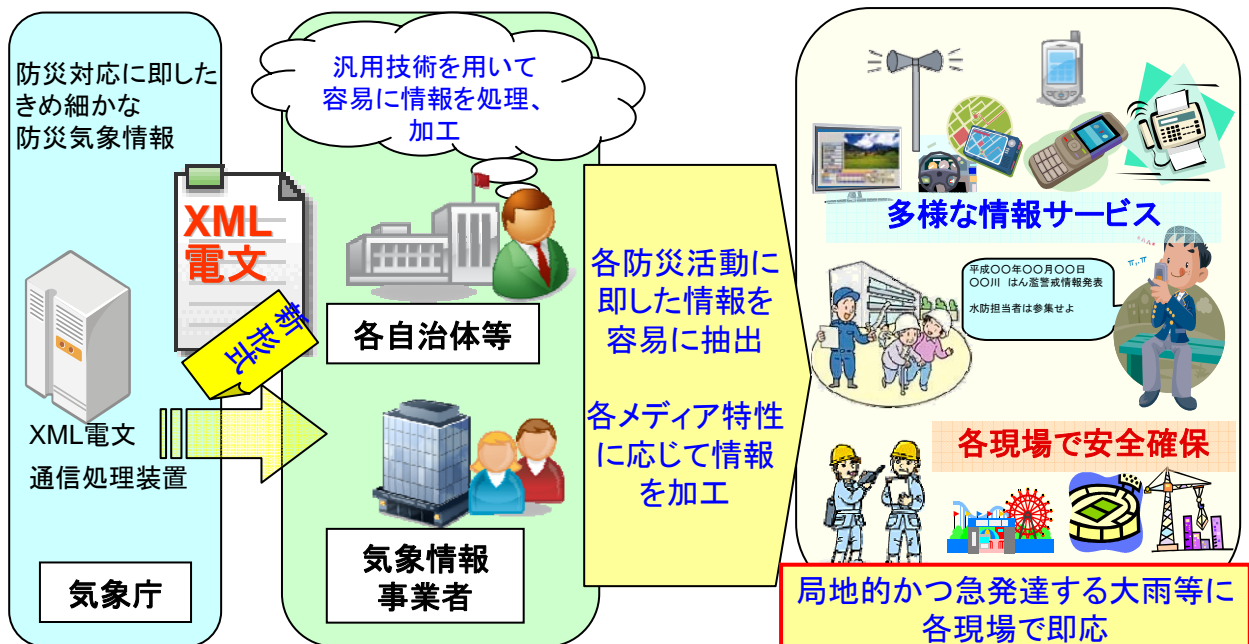 防災対応に即した
きめ細かな
防災気象情報
XML
電文
新形式
XML電文
通信処理装置
気象庁
汎用技術を用いて
容易に情報を処理、
加工
各自治体等
気象情報
事業者
各防災活動に
即した情報を
容易に抽出
各メディア特性
に応じて情報
を加工
多様な情報サービス
平成〇〇年〇〇月〇〇日
〇〇川　はん濫警戒情報発表
水防担当者は参集せよ
各現場で安全確保
局地的かつ急発達する大雨等に
各現場で即応